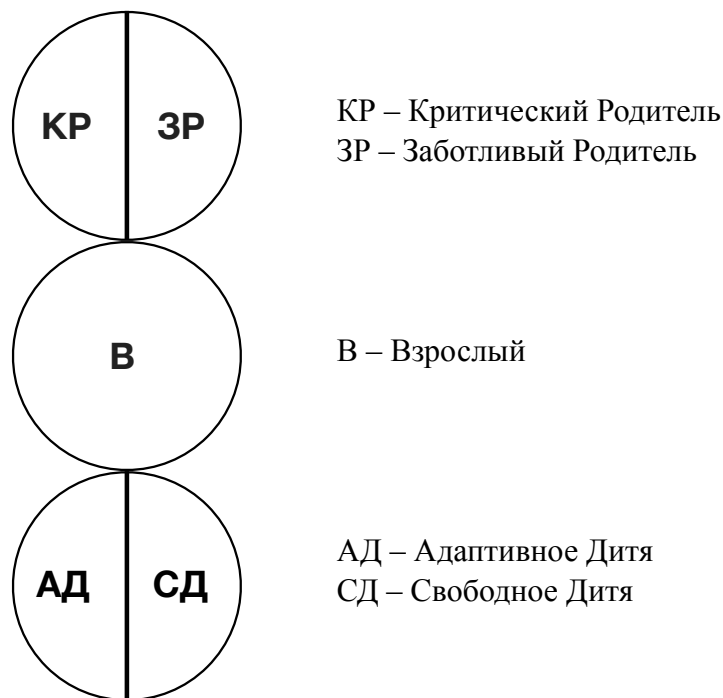 КР ЗР
КР – Критический Родитель
ЗР – Заботливый Родитель
В
В – Взрослый
АД СД
АД – Адаптивное Дитя
СД – Свободное Дитя